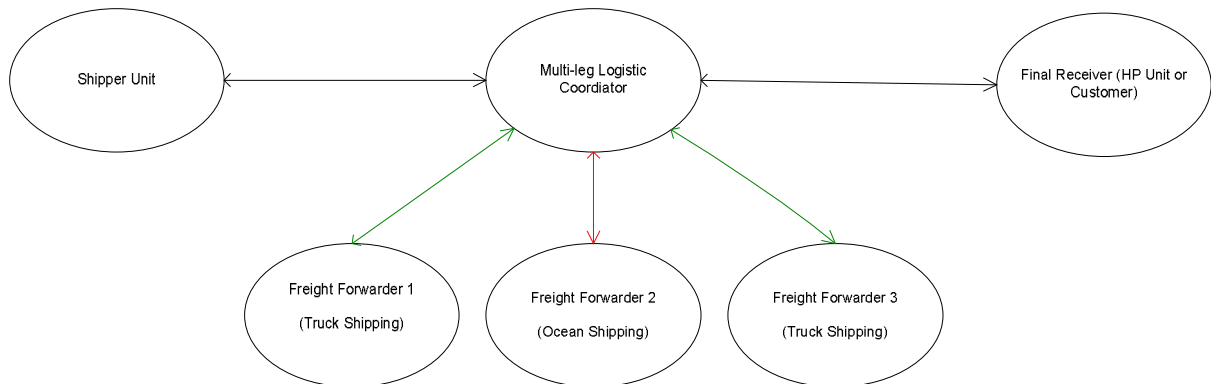 Shipper Unit
Multi-leg Logistic
Coordiator
Final Receiver (HP Unit or
Customer)
Freight Forwarder 1
(Truck Shipping)
Freight Forwarder 2
(Ocean Shipping)
Freight Forwarder 3
(Truck Shipping)